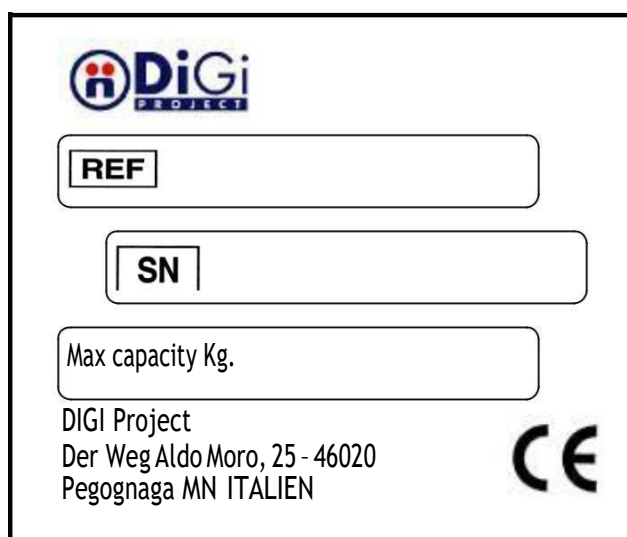 DiGi
PROJECT
REF
SN
Max capacity Kg.
DIGI Project
Der Weg Aldo Moro, 25 - 46020
Pegognaga MN ITALIEN
CE